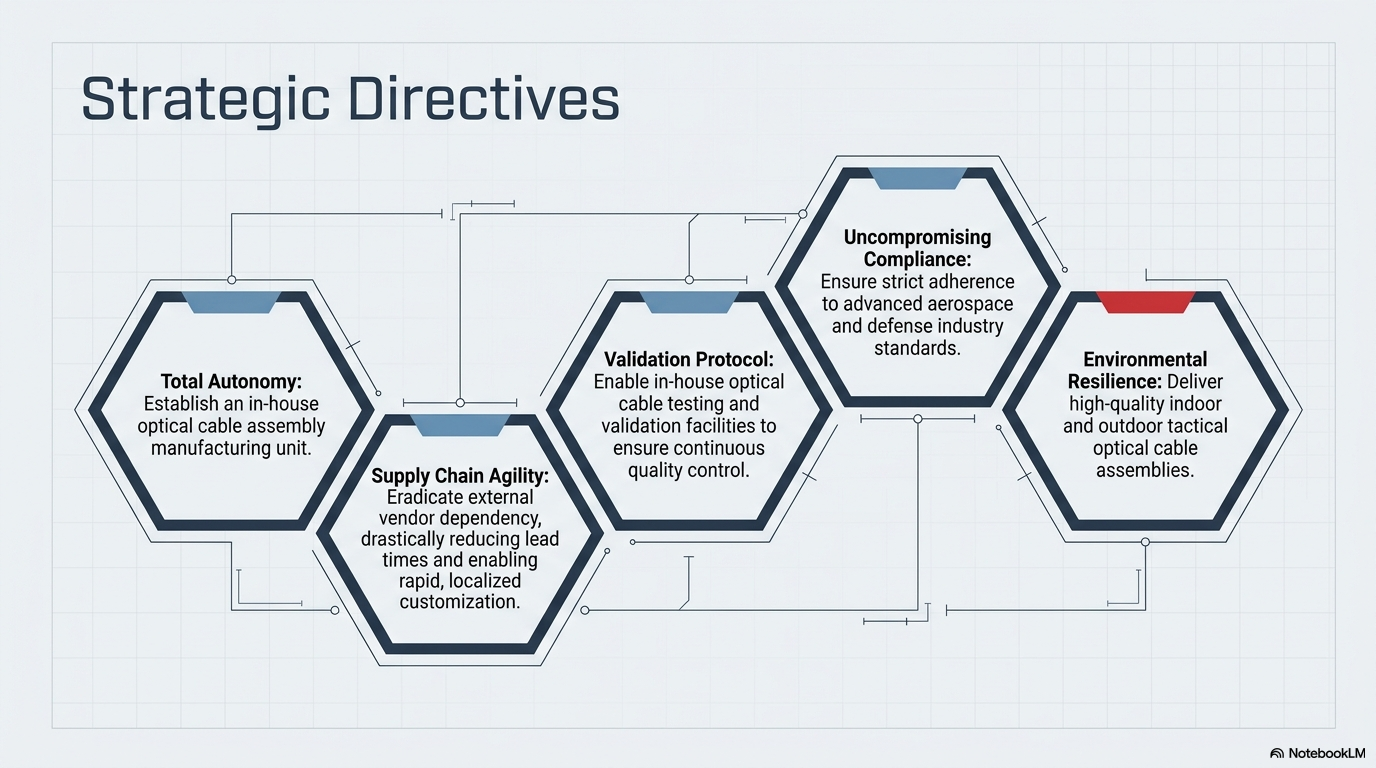 Strategic Directives
Total Autonomy:
Establish an in-house
optical cable assembly
manufacturing unit.
Supply Chain Agility:
Eradicate external
vendor dependency,
drastically reducing lead
times and enabling
rapid, localized
customization.
Validation Protocol:
Enable in-house optical
cable testing and
validation facilities to
ensure continuous
quality control.
Uncompromising
Compliance:
Ensure strict adherence
to advanced aerospace
and defense industry
standards.
Environmental
Resilience: Deliver
high-quality indoor
and outdoor tactical
optical cable
assemblies.
NotebookLM